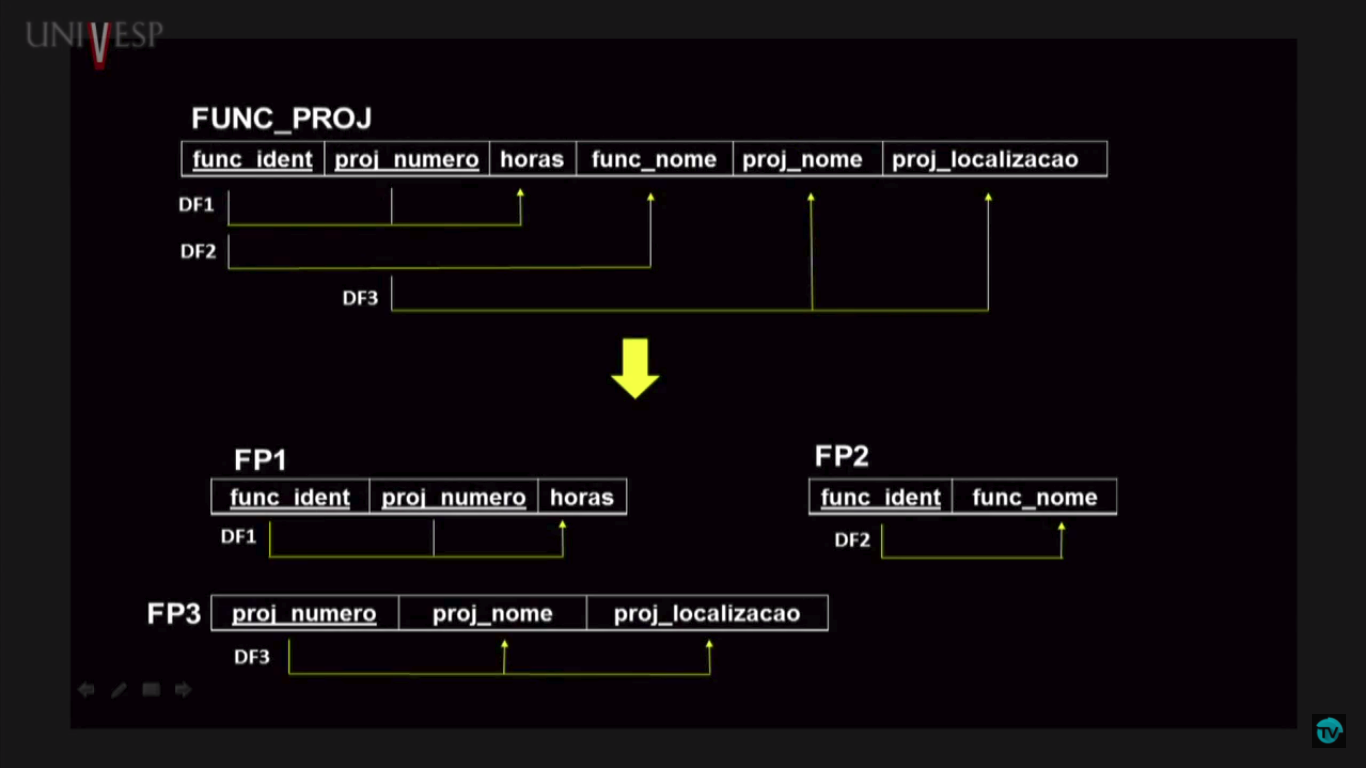 UNIVESP
FUNC_PROJ
func_ident proj_numero horas func_nome proj_nome proj_localizacao
DF1
DF2
DF3
FP1
func_ident proj_numero horas
DF1
FP2
func_ident func_nome
DF2
FP3 proj_numero proj_nome proj_localizacao
DF3
TV